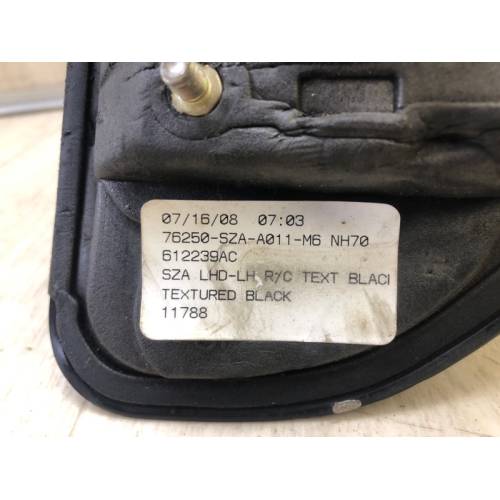 07/16/08 07:03
76250-SZA-A011-M6 NH70
612239AC
SZA LHD-LH R/C TEXT BLACI
TEXTURED BLACK
11788